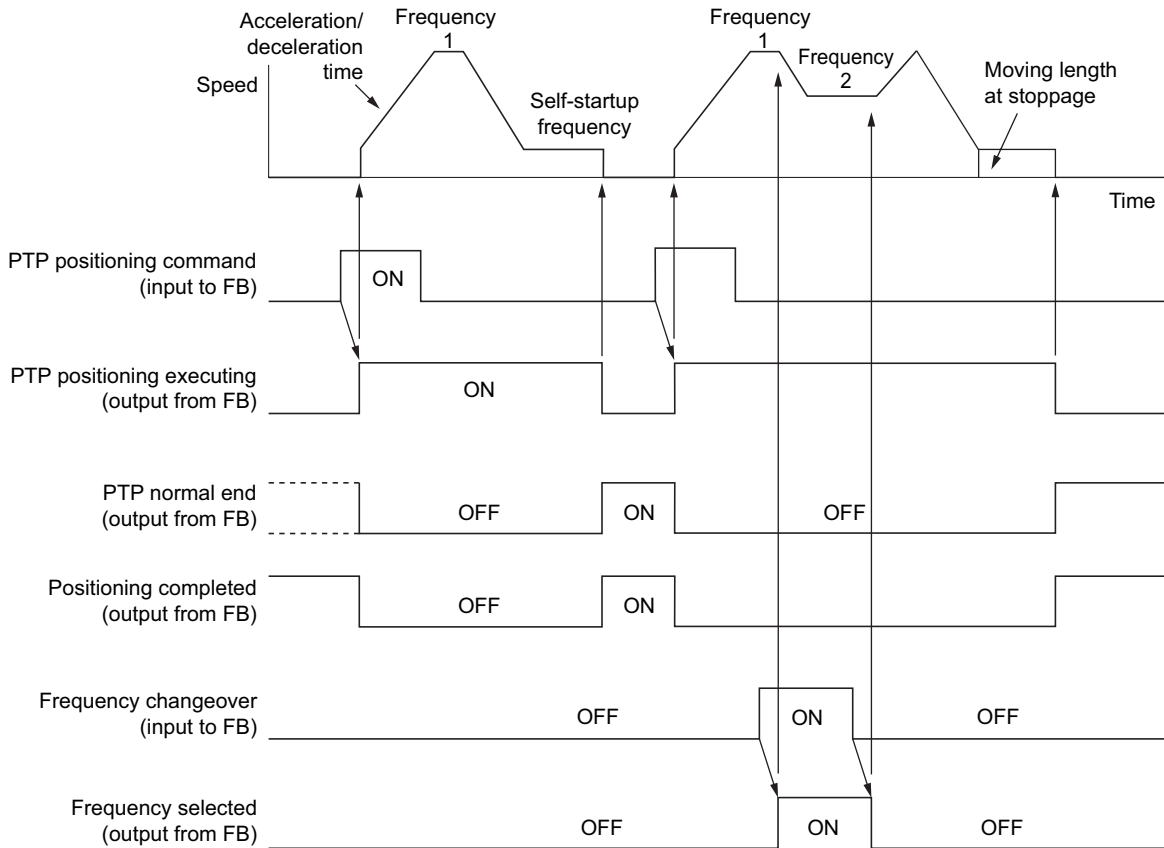 Acceleration/
deceleration
time
Frequency
1
Frequency
1
Frequency
2
Moving length
at stoppage
Speed
Self-startup
frequency
Time
PTP positioning command
(input to FB)
ON
PTP positioning executing
(output from FB)
ON
PTP normal end
(output from FB)
OFF
ON
OFF
Positioning completed
(output from FB)
OFF
ON
Frequency changeover
(input to FB)
OFF
ON
OFF
Frequency selected
(output from FB)
OFF
ON
OFF